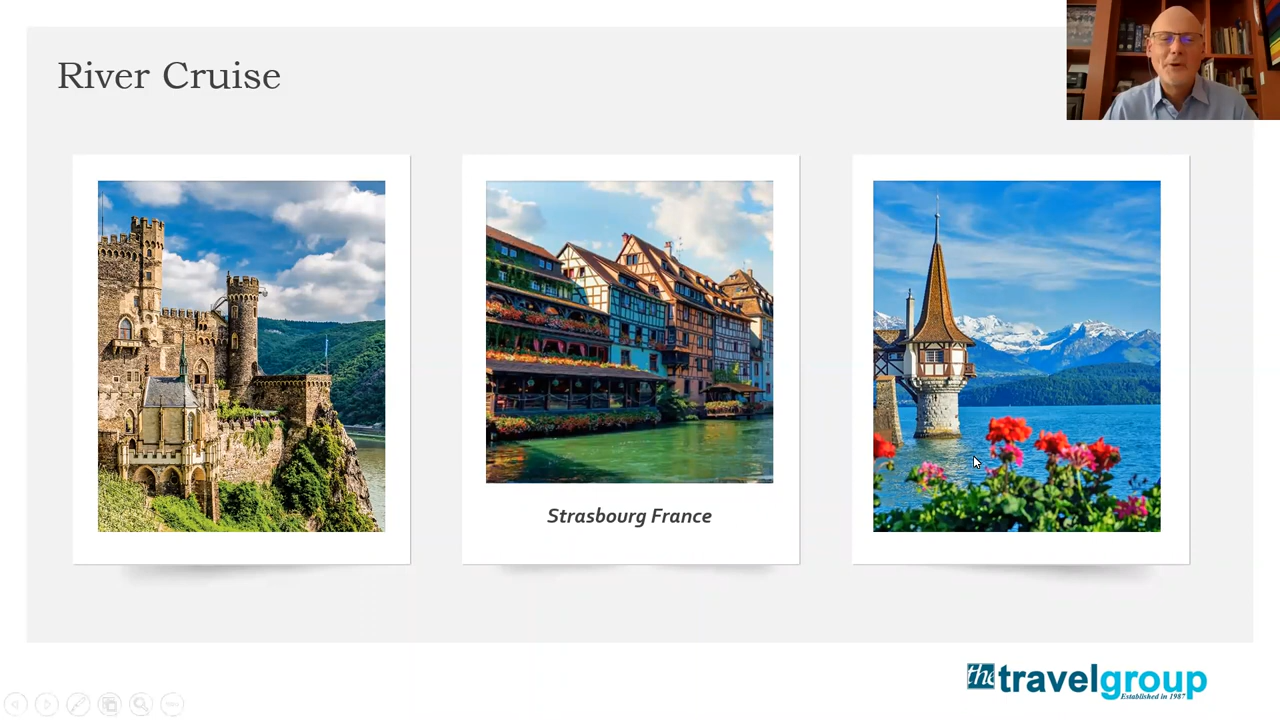 River Cruise
Strasbourg France
the travelgroup
Established in 1987